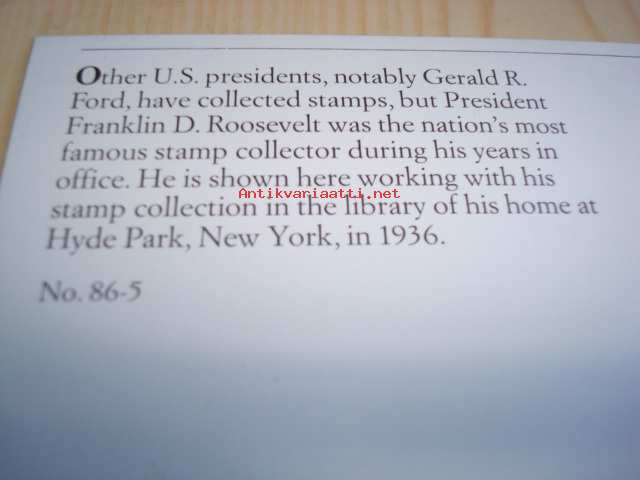 Other U.S. presidents, notably Gerald R.
Ford, have collected stamps, but President
Franklin D. Roosevelt was the nation's most
famous stamp collector during his years in
office. He is shown here working with his
Antikvariaatti.net
stamp collection in the library of his home at
Hyde Park, New York, in 1936.
No. 86-5